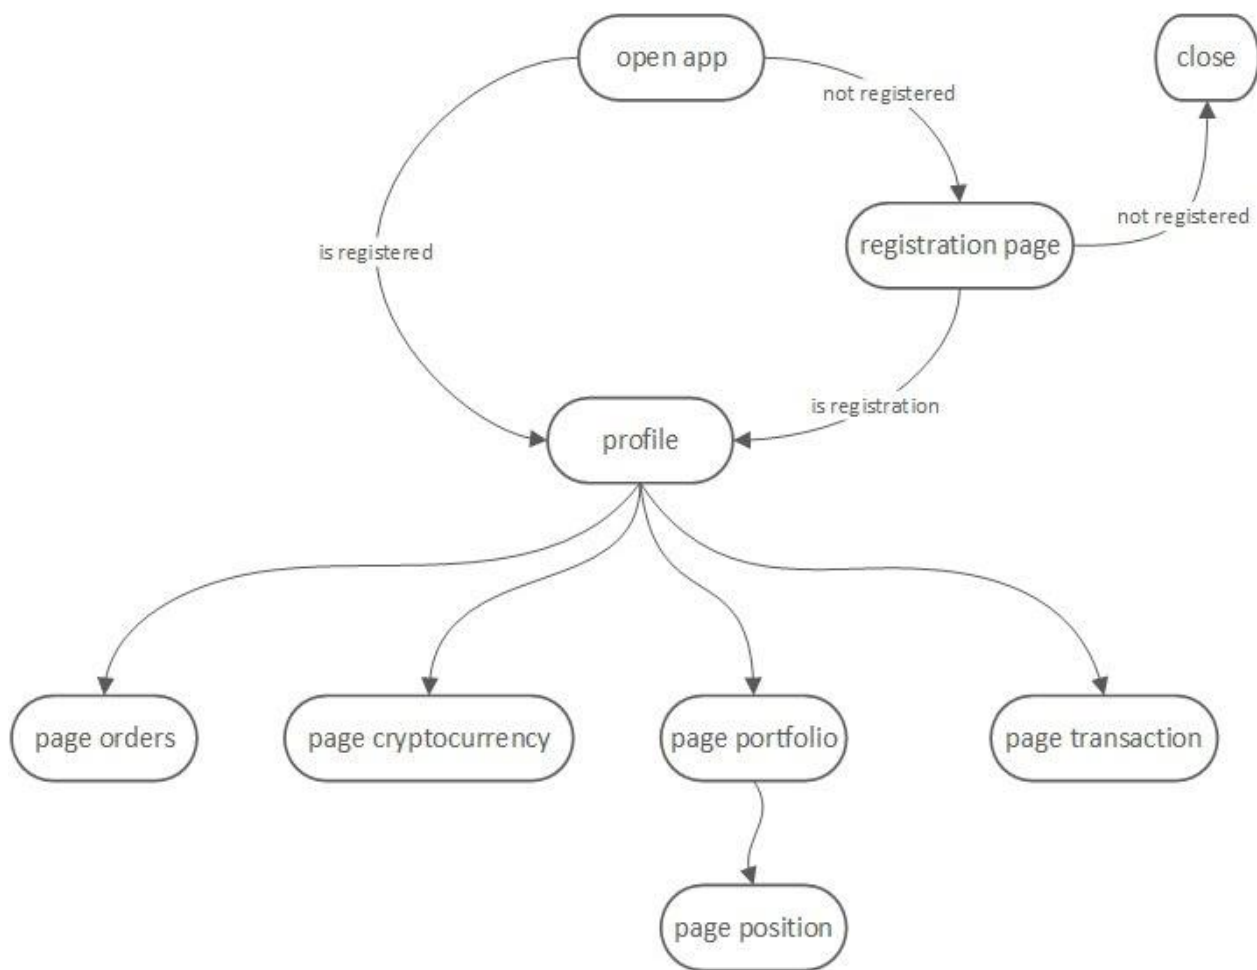 open app
close
not registered
not registered
registration page
is registered
is registration
profile
page orders
page cryptocurrency
page portfolio
page transaction
page position